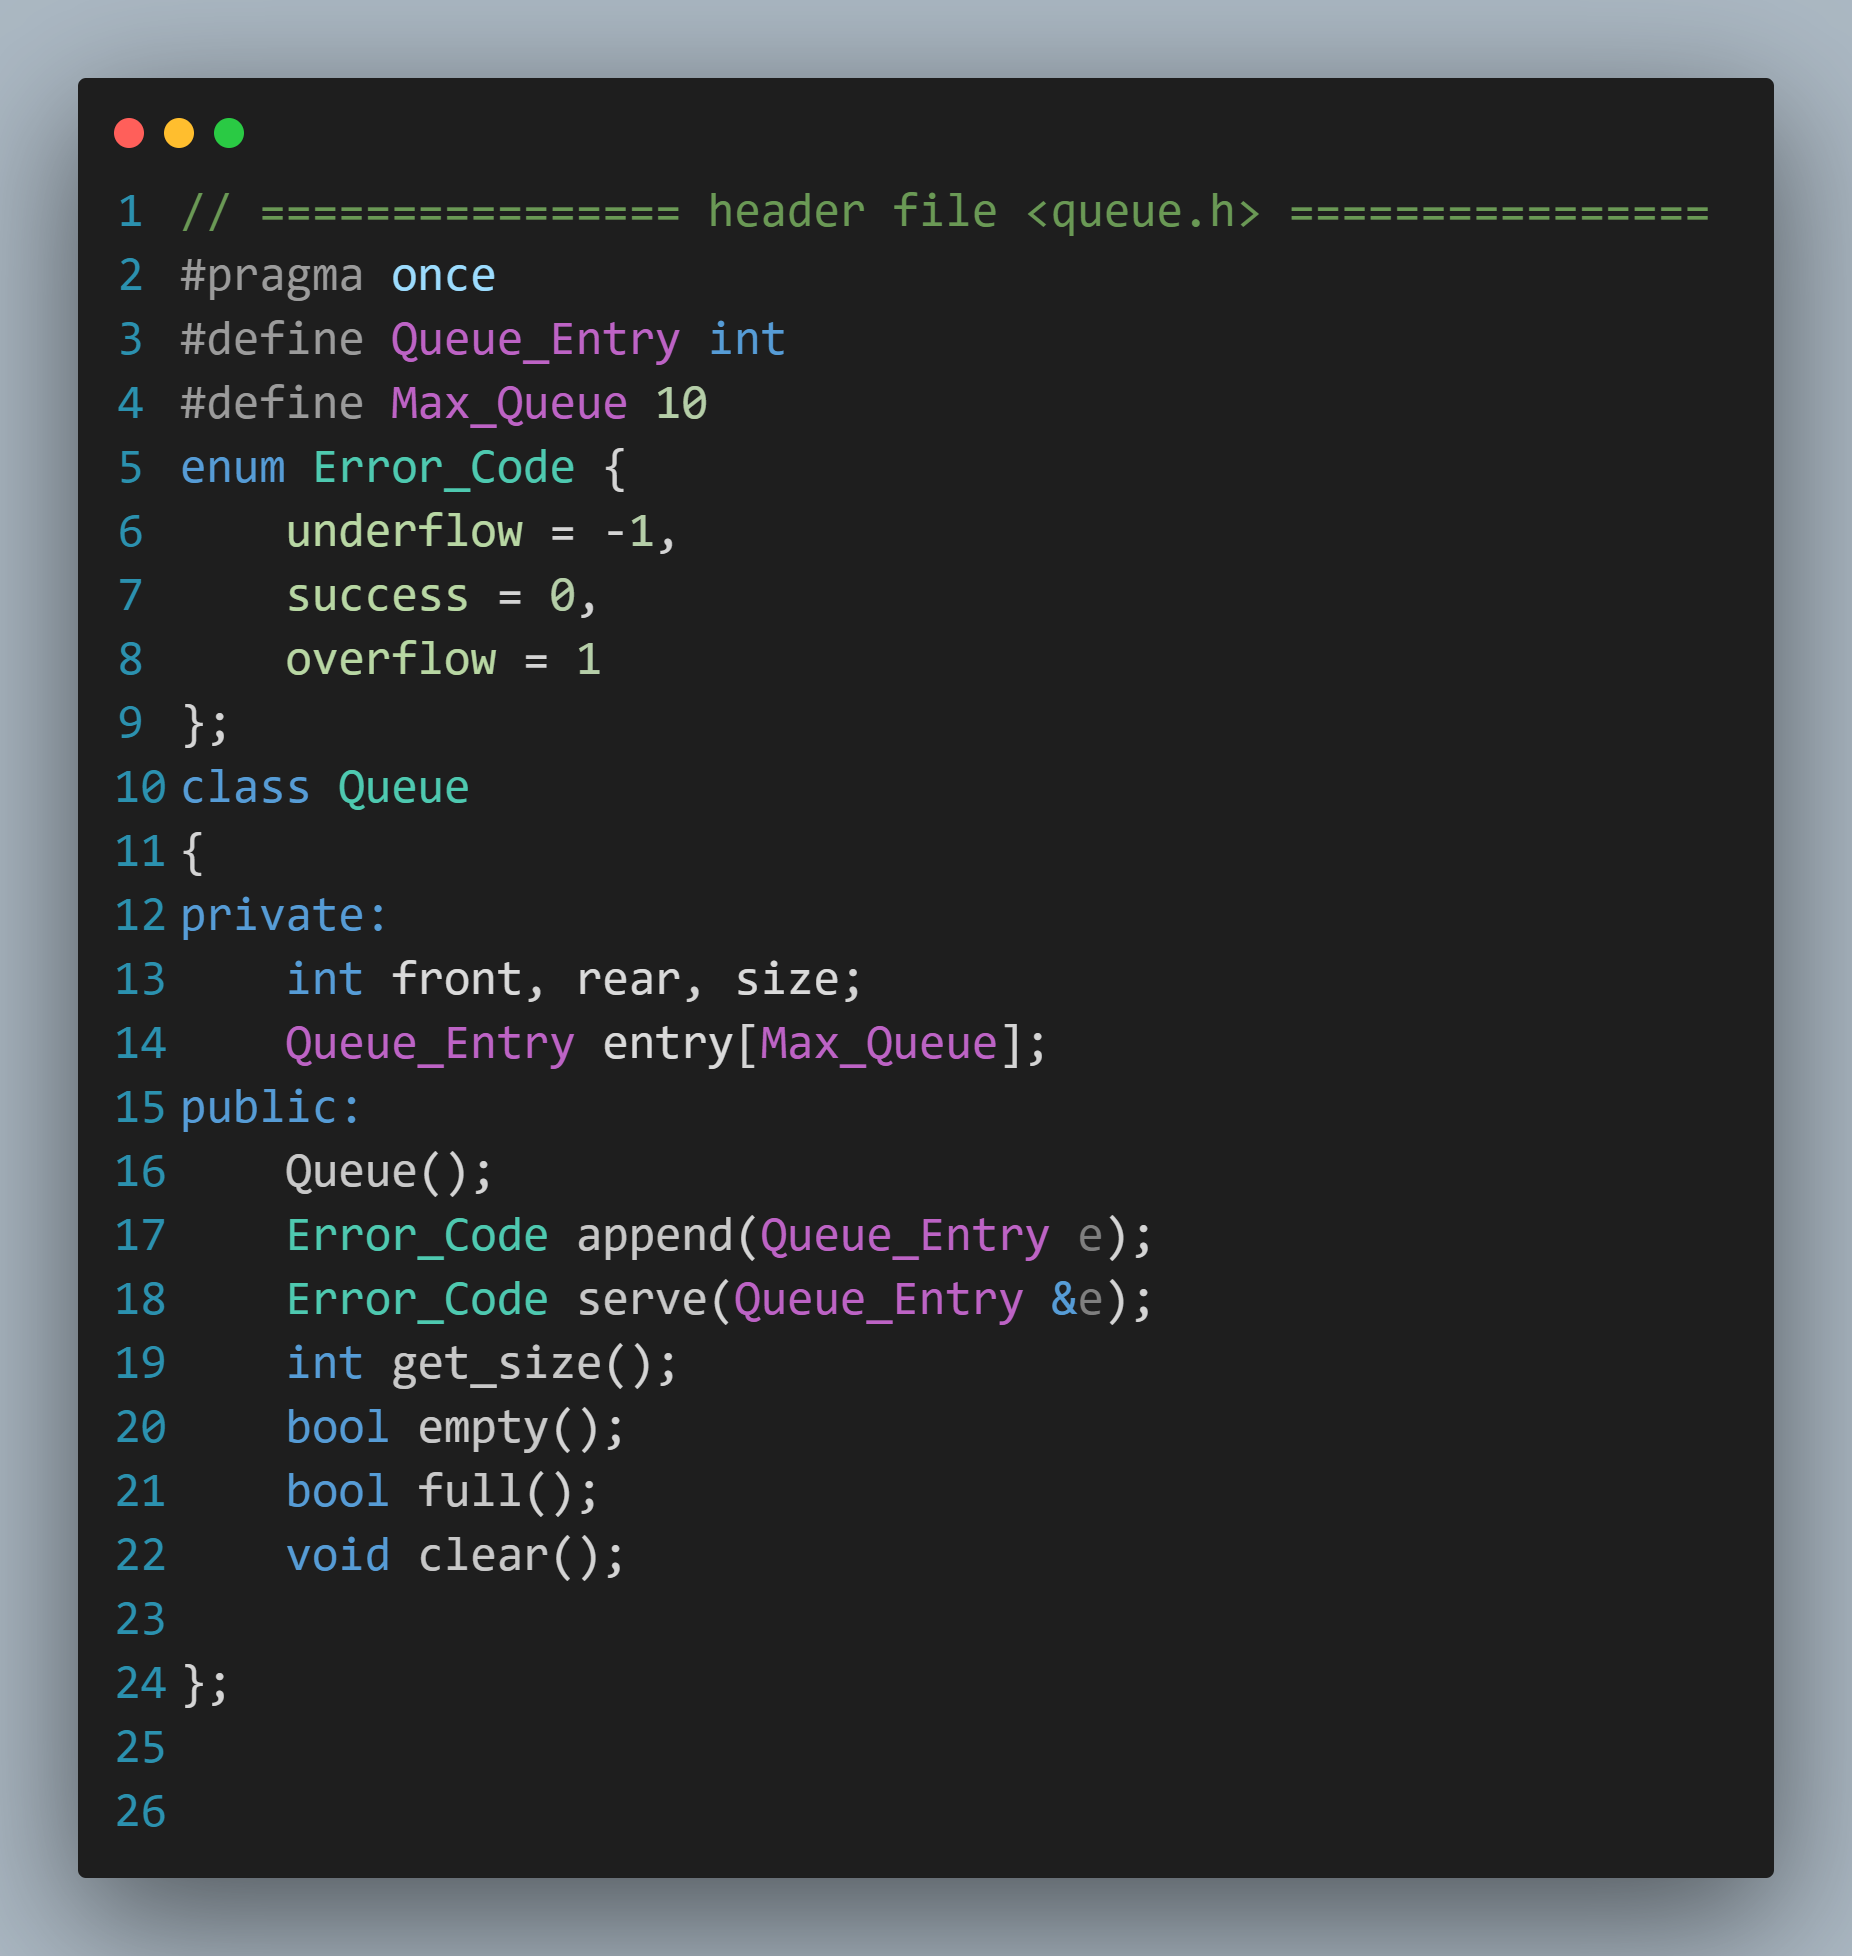 1 // ================ header file <queue.h> ================
2 #pragma once
3 #define Queue_Entry int
4 #define Max_Queue 10
5 enum Error_Code {
6     underflow = -1,
7     success = 0,
8     overflow = 1
9 };
10 class Queue
11 {
12 private:
13     int front, rear, size;
14     Queue_Entry entry[Max_Queue];
15 public:
16     Queue();
17     Error_Code append(Queue_Entry e);
18     Error_Code serve(Queue_Entry &e);
19     int get_size();
20     bool empty();
21     bool full();
22     void clear();
23
24 };
25
26